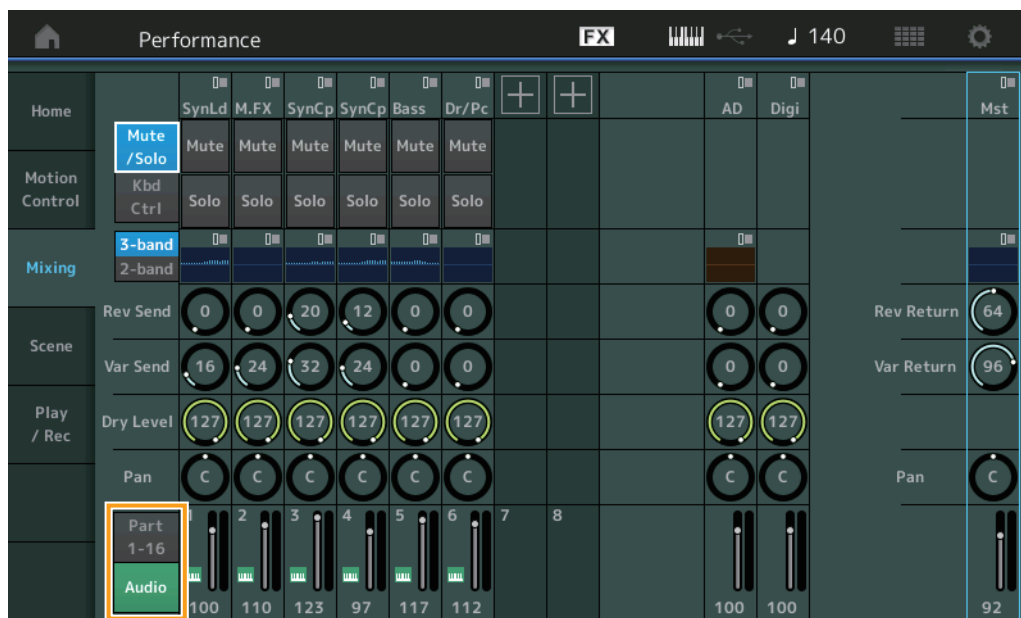 Performance FX ♩ 140
Home
Motion
Control
Mixing
Scene
Play
/ Rec
SynLd M.FX SynCp SynCp Bass Dr/Pc AD Digi Mst
Mute
/Solo
Mute Mute Mute Mute Mute Mute
Kbd
Ctrl
Solo Solo Solo Solo Solo Solo
3-band
2-band
Rev Send 0 0 20 12 0 0 0 0 Rev Return 64
Var Send 16 24 32 24 0 0 0 0 Var Return 96
Dry Level 127 127 127 127 127 127 127 127
Pan C C C C C C C C Pan C
Part
1-16
Audio
1 2 3 4 5 6 7 8
100 110 123 97 117 112 100 100 92